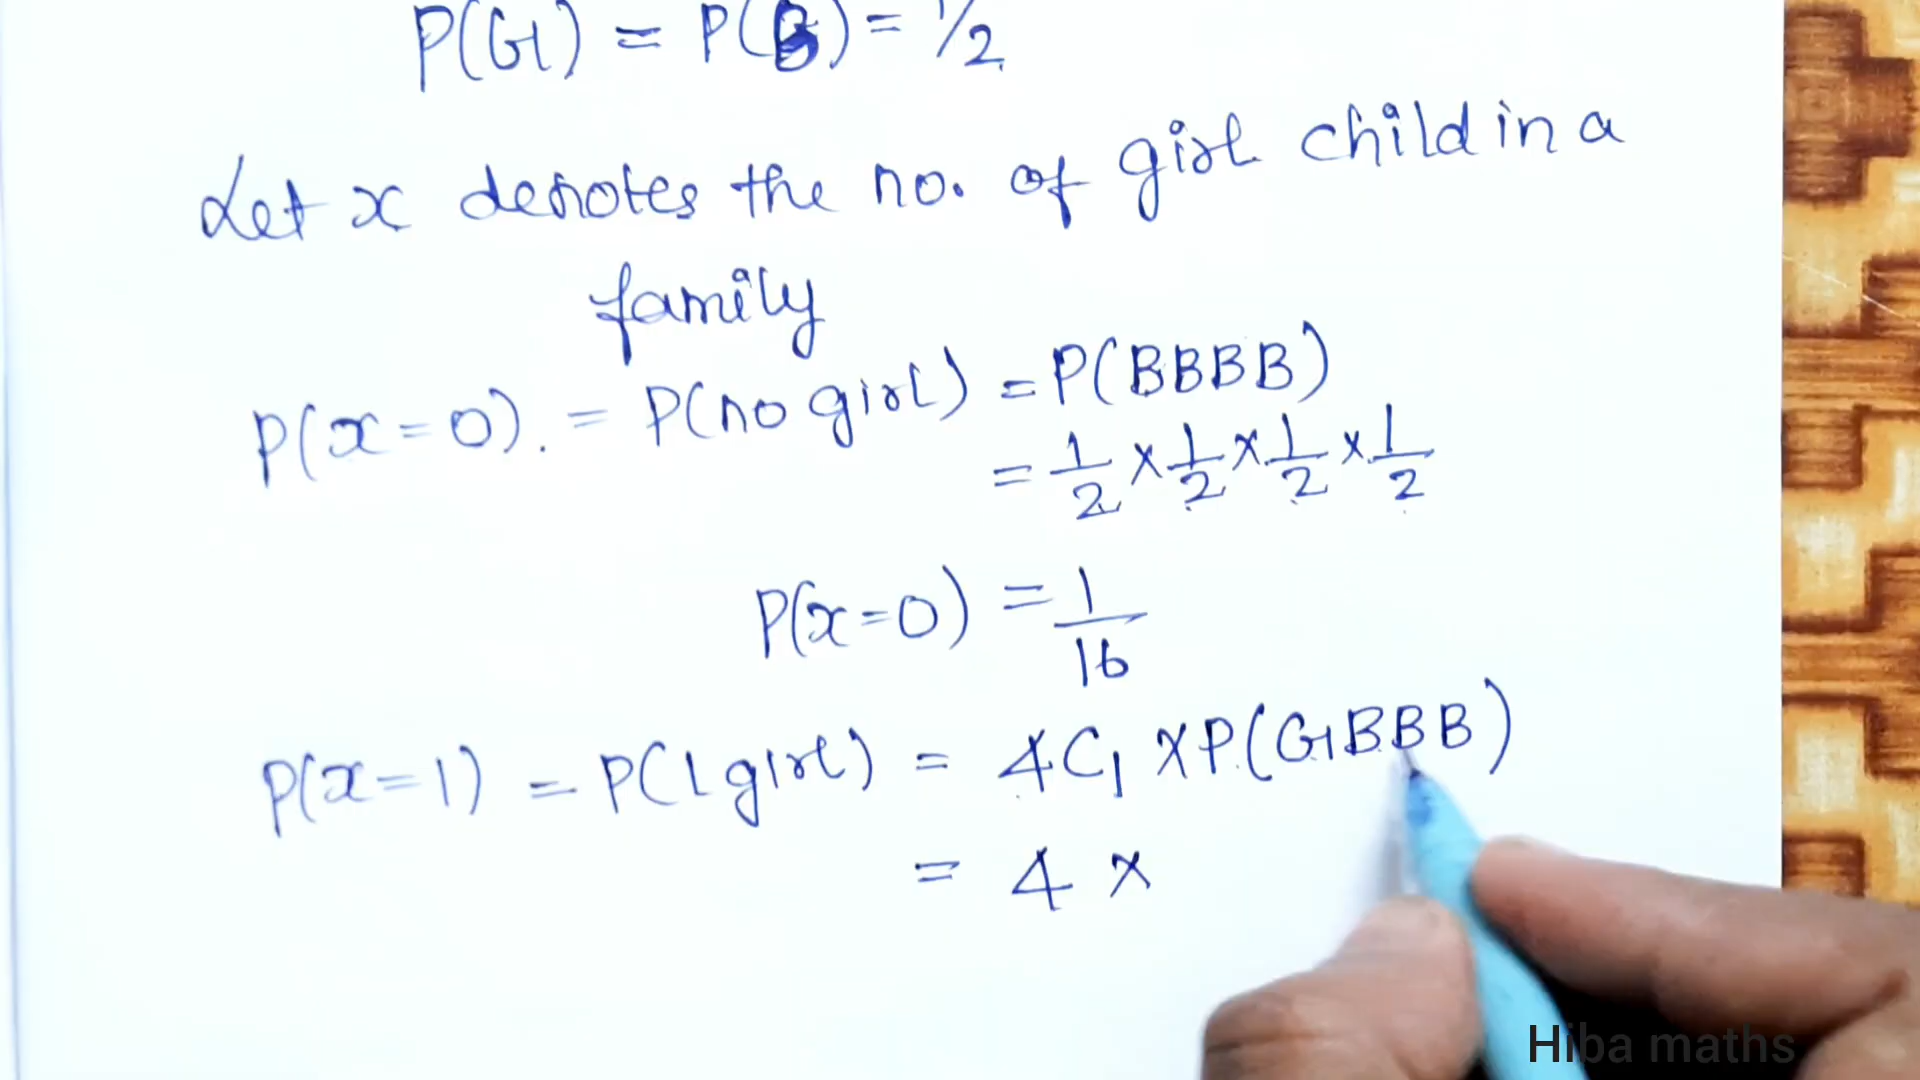 P(G) = P(B) = 1/2
Let x denotes the no. of girl child in a
family
P(x=0). = P(no girl) = P(BBBB)
= 1/2 × 1/2 × 1/2 × 1/2
P(x=0) = 1/16
P(x=1) = P(1 girl) = 4C₁ × P(GBBB)
= 4 ×
Hiba maths